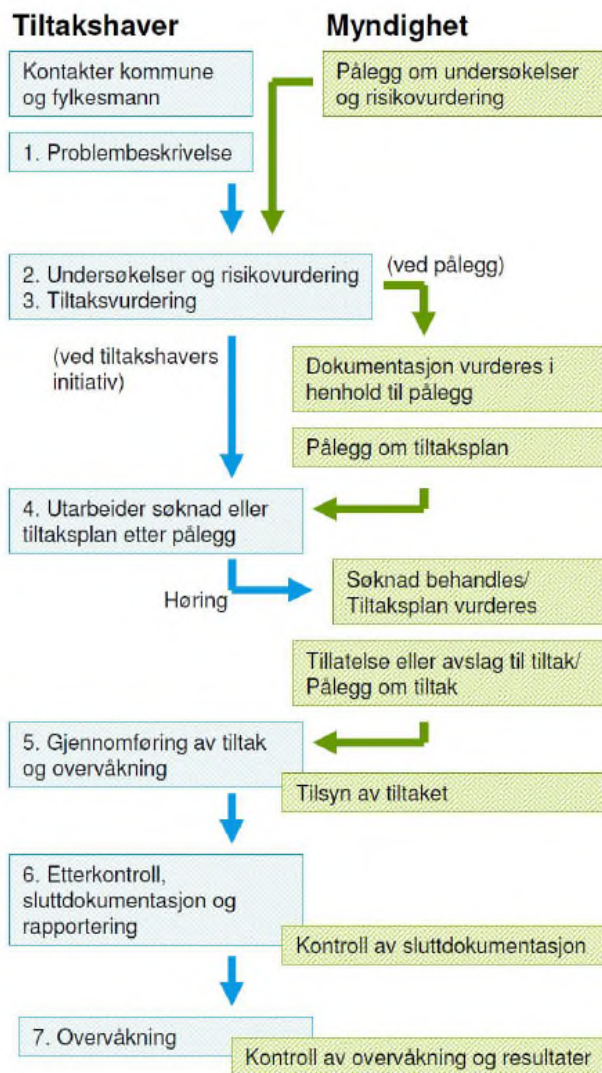 Tiltakshaver
Myndighet
Kontakter kommune
og fylkesmann
Pålegg om undersøkelser
og risikovurdering
1. Problembeskrivelse
2. Undersøkelser og risikovurdering
3. Tiltaksvurdering
(ved pålegg)
(ved tiltakshavers
initiativ)
Dokumentasjon vurderes i
henhold til pålegg
Pålegg om tiltaksplan
4. Utarbeider søknad eller
tiltaksplan etter pålegg
Høring
Søknad behandles/
Tiltaksplan vurderes
Tillatelse eller avslag til tiltak/
Pålegg om tiltak
5. Gjennomføring av tiltak
og overvåkning
Tilsyn av tiltaket
6. Etterkontroll,
sluttdokumentasjon og
rapportering
Kontroll av sluttdokumentasjon
7. Overvåkning
Kontroll av overvåkning og resultater